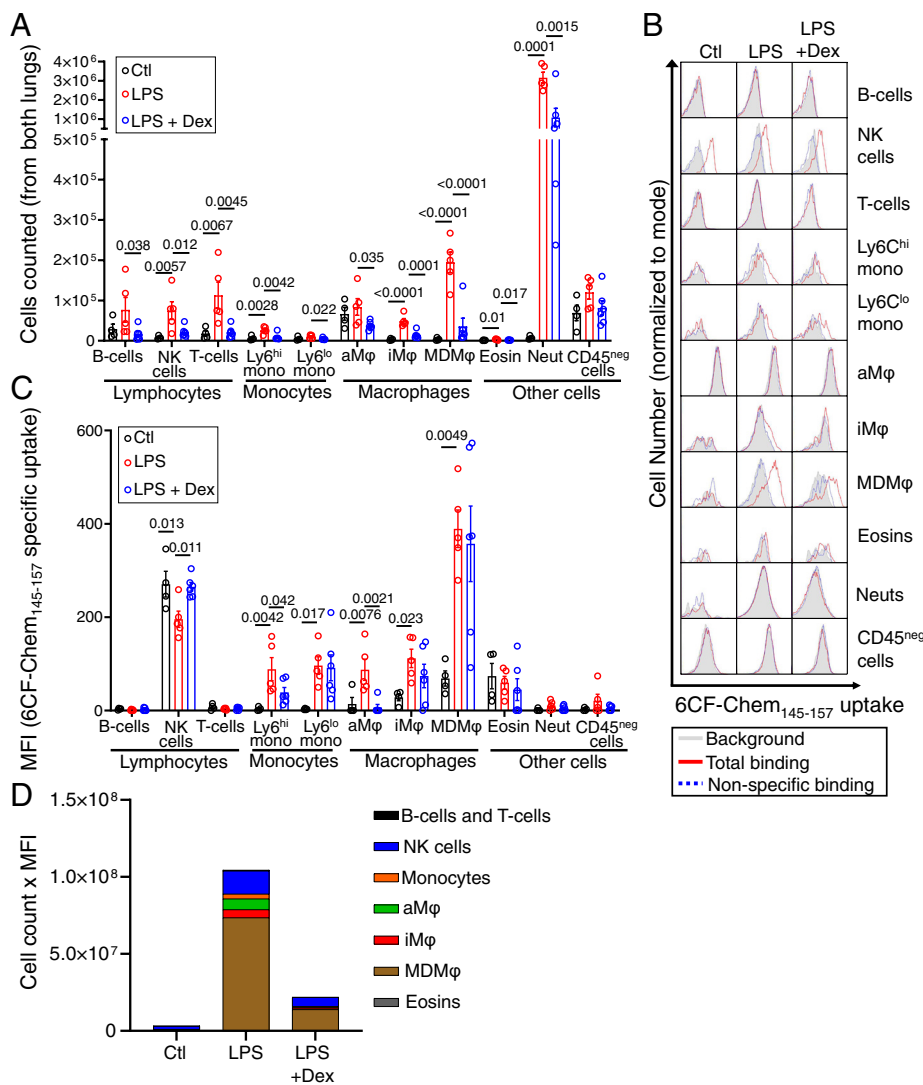 A
Cells counted (from both lungs)
4×10⁶
3×10⁶
2×10⁶
1×10⁶
5×10⁵
4×10⁵
3×10⁵
2×10⁵
1×10⁵
0
Ctl
LPS
LPS + Dex
0.038
0.0057
0.012
0.0067
0.0045
0.0028
0.0042
0.022
0.035
<0.0001
0.0001
<0.0001
<0.0001
0.01
0.017
0.0001
0.0015
B-cells NK cells T-cells Ly6hi mono Ly6lo mono aMφ iMφ MDMφ Eosin Neut CD45neg cells
Lymphocytes Monocytes Macrophages Other cells
B
Ctl LPS LPS +Dex
Cell Number (normalized to mode)
B-cells
NK cells
T-cells
Ly6Chi mono
Ly6Clo mono
aMφ
iMφ
MDMφ
Eosins
Neuts
CD45neg cells
6CF-Chem145-157 uptake
Background
Total binding
Non-specific binding
C
MFI (6CF-Chem145-157 specific uptake)
600
400
200
0
Ctl
LPS
LPS + Dex
0.013
0.011
0.0042
0.042
0.017
0.0076
0.0021
0.023
0.0049
B-cells NK cells T-cells Ly6hi mono Ly6lo mono aMφ iMφ MDMφ Eosin Neut CD45neg cells
Lymphocytes Monocytes Macrophages Other cells
D
Cell count x MFI
1.5×10⁸
1.0×10⁸
5.0×10⁷
0
Ctl LPS LPS +Dex
B-cells and T-cells
NK cells
Monocytes
aMφ
iMφ
MDMφ
Eosins